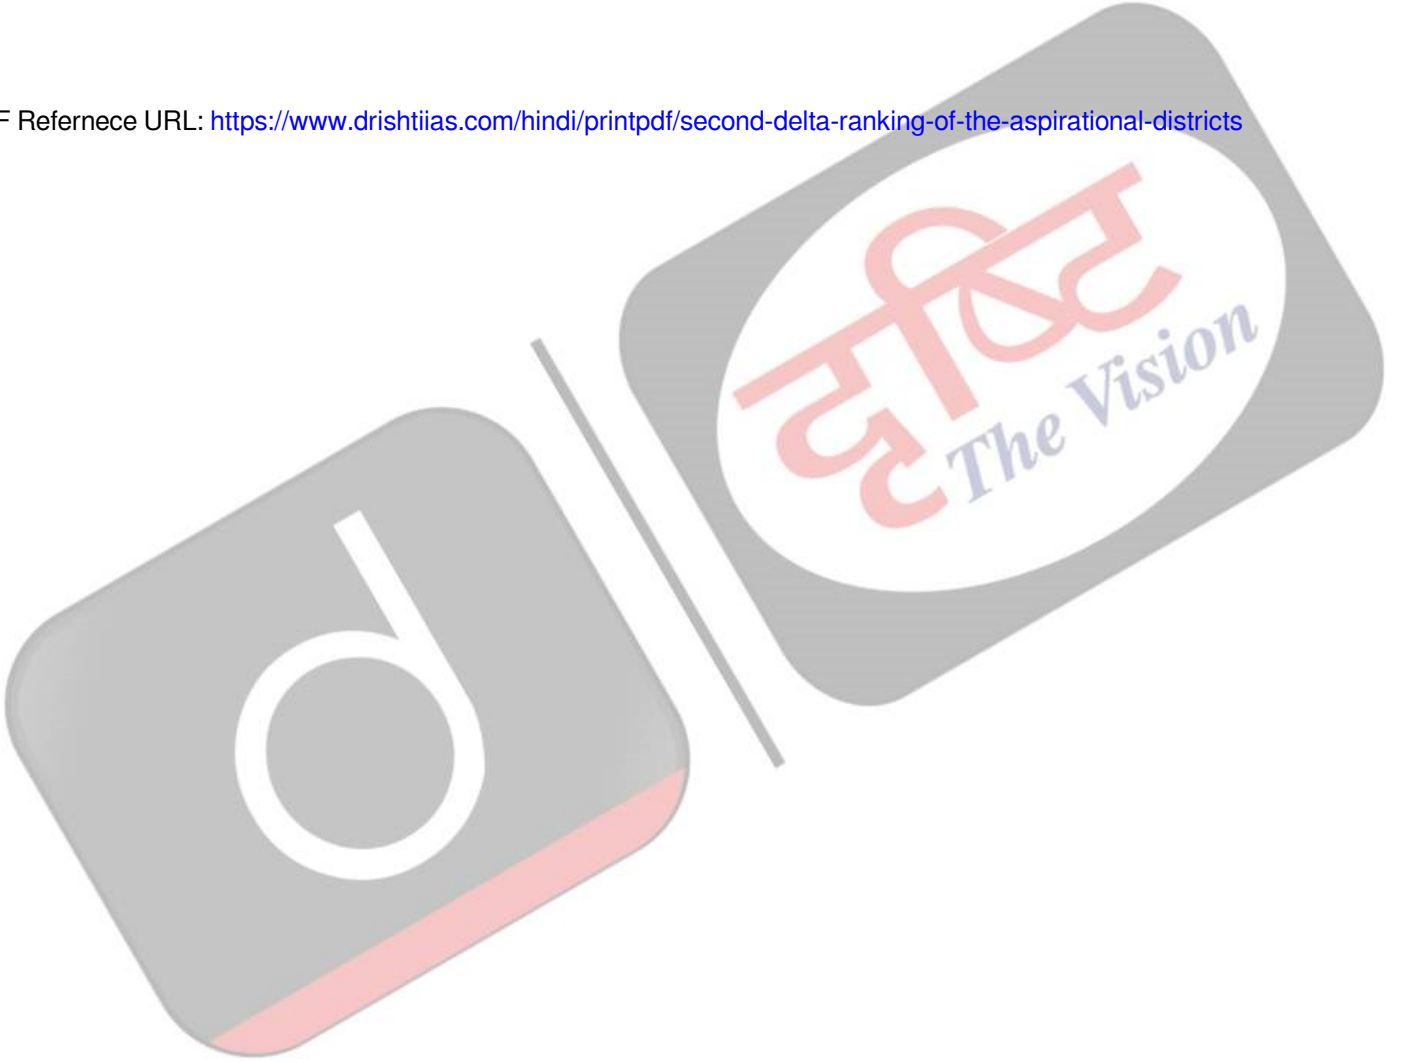 F Refernece URL: https://www.drishtiias.com/hindi/printpdf/second-delta-ranking-of-the-aspirational-districts
दृष्टि
The Vision
d